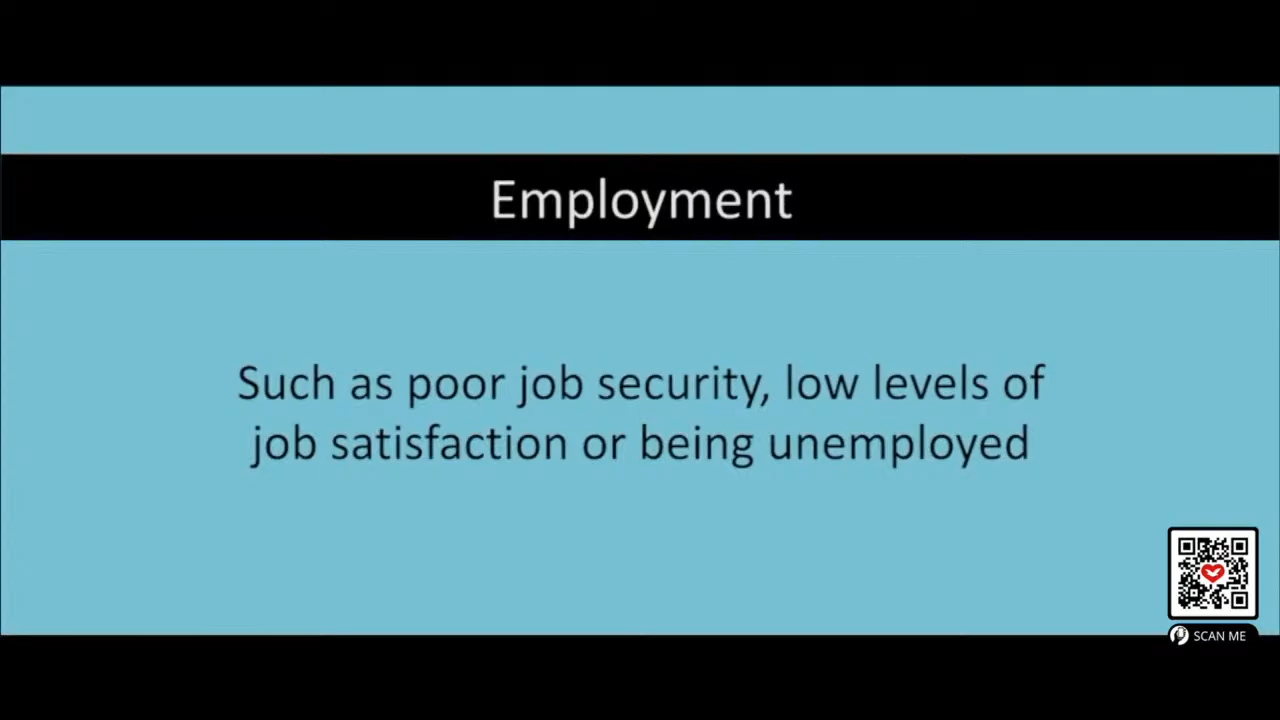 Employment
Such as poor job security, low levels of
job satisfaction or being unemployed
SCAN ME